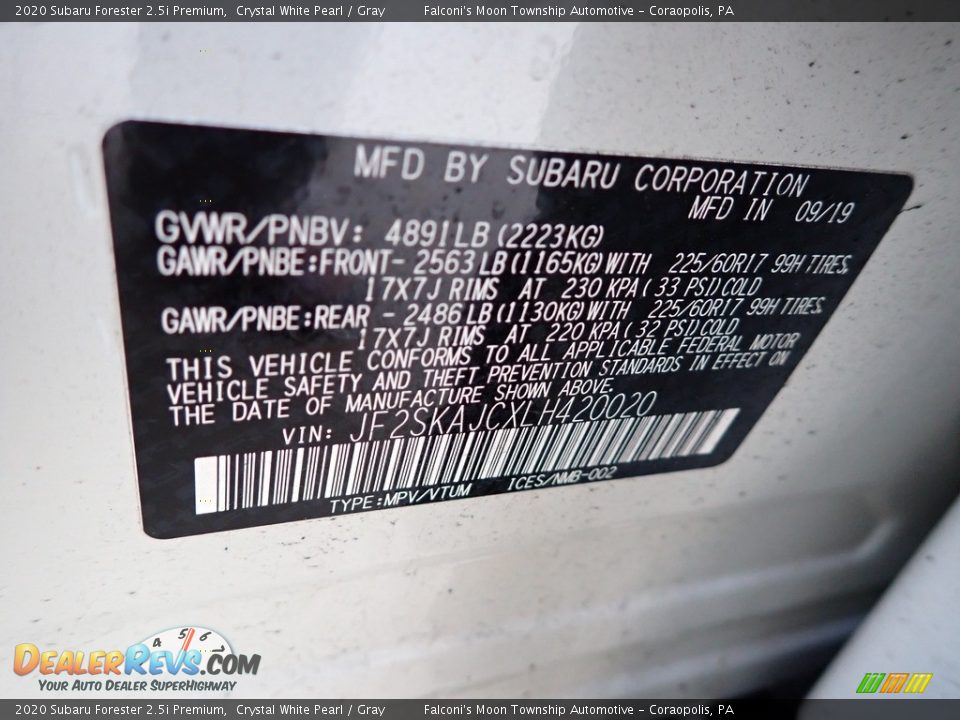 2020 Subaru Forester 2.5i Premium, Crystal White Pearl / Gray Falconi's Moon Township Automotive - Coraopolis, PA
MFD BY SUBARU CORPORATION
MFD IN 09/19
GVWR/PNBV: 4891LB (2223KG)
GAWR/PNBE:FRONT- 2563LB(1165KG)WITH 225/60R17 99H TIRES,
17X7J RIMS AT 230 KPA( 33 PSI)COLD
GAWR/PNBE:REAR - 2486LB(1130KG)WITH 225/60R17 99H TIRES,
17X7J RIMS AT 220 KPA( 32 PSI)COLD
THIS VEHICLE CONFORMS TO ALL APPLICABLE FEDERAL MOTOR
VEHICLE SAFETY AND THEFT PREVENTION STANDARDS IN EFFECT ON
THE DATE OF MANUFACTURE SHOWN ABOVE.
VIN: JF2SKAJCXLH420020
TYPE:MPV/VTUM ICES/NMB-002
4 5 6
DEALERREVS.COM
YOUR AUTO DEALER SUPERHIGHWAY
2020 Subaru Forester 2.5i Premium, Crystal White Pearl / Gray Falconi's Moon Township Automotive - Coraopolis, PA